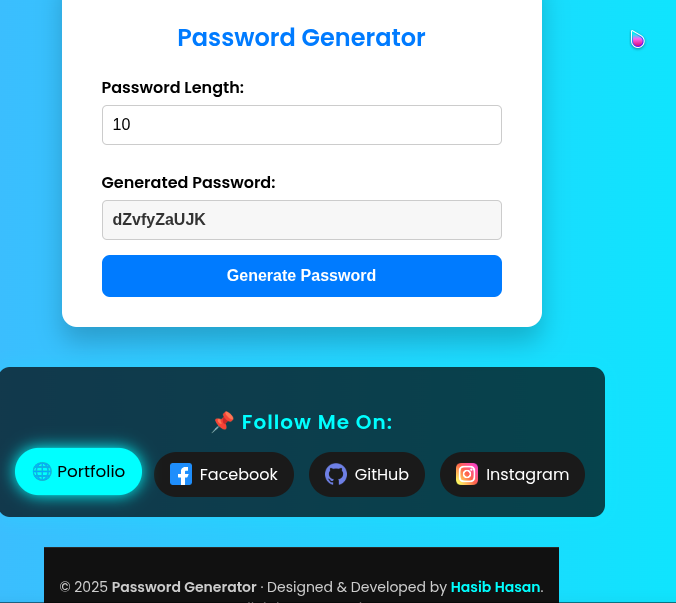 Password Generator
Password Length:
10
Generated Password:
dZvfyZaUJK
Generate Password
📌 Follow Me On:
🌐 Portfolio
Facebook
GitHub
Instagram
© 2025 Password Generator · Designed & Developed by Hasib Hasan.